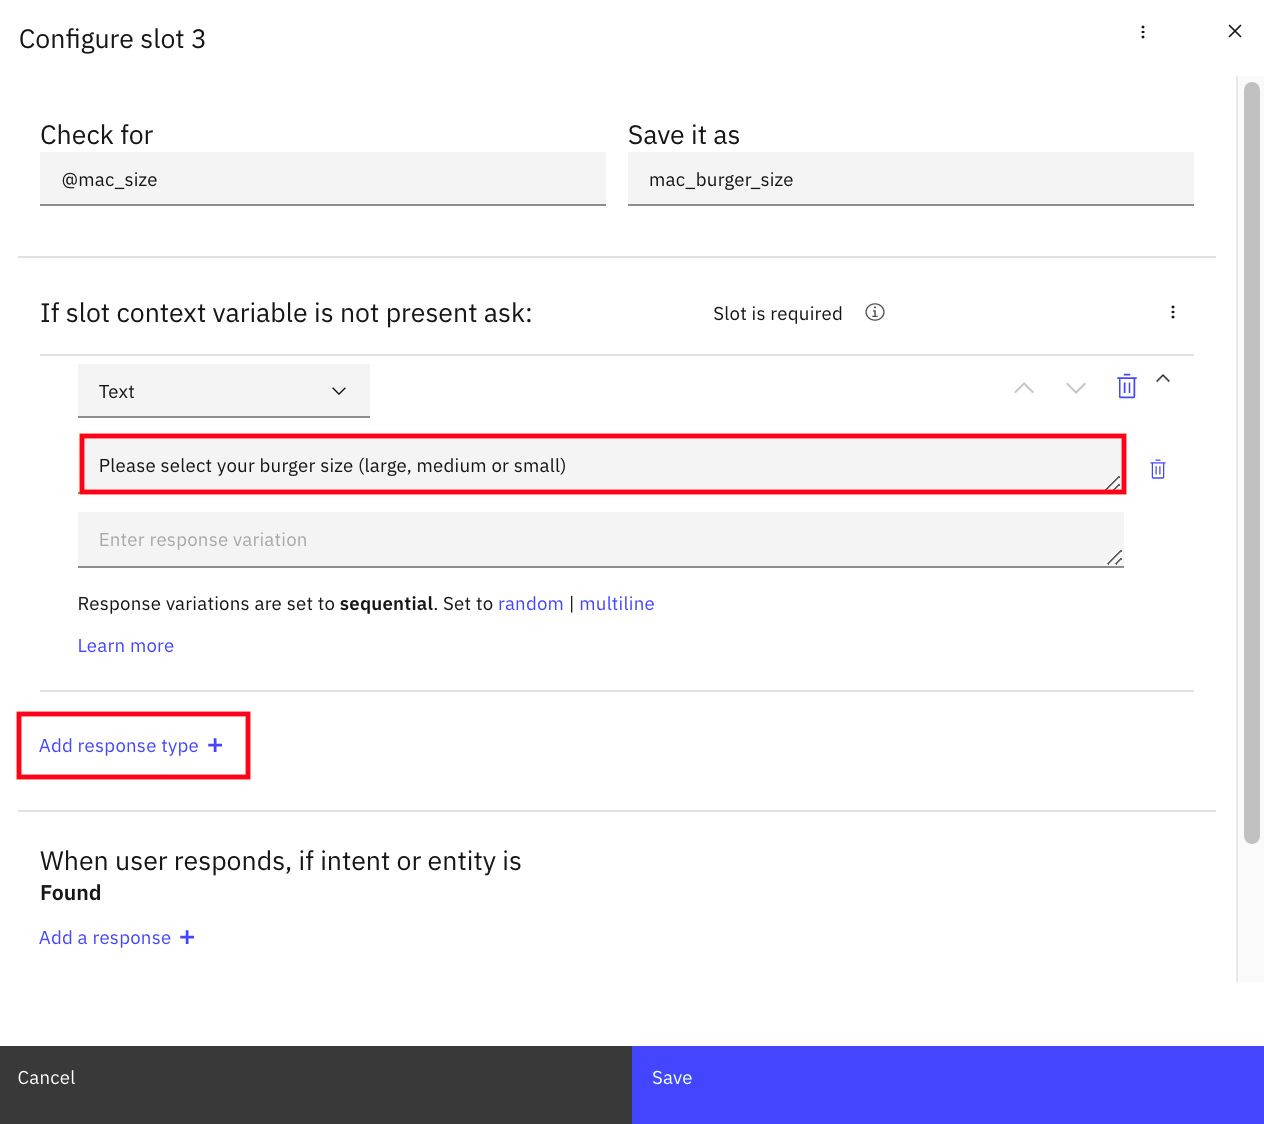 Configure slot 3
Check for
Save it as
@mac_size
mac_burger_size
If slot context variable is not present ask:
Slot is required
Text
Please select your burger size (large, medium or small)
Enter response variation
Response variations are set to sequential. Set to random | multiline
Learn more
Add response type +
When user responds, if intent or entity is
Found
Add a response +
Cancel
Save